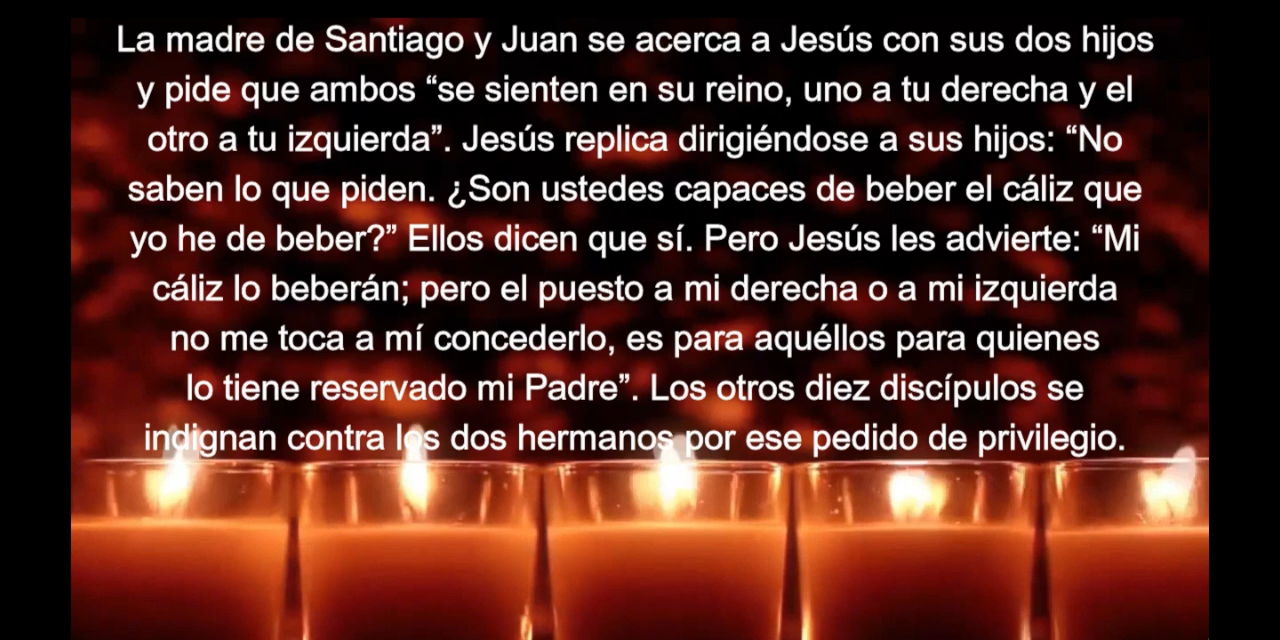 La madre de Santiago y Juan se acerca a Jesús con sus dos hijos
y pide que ambos “se sienten en su reino, uno a tu derecha y el
otro a tu izquierda”. Jesús replica dirigiéndose a sus hijos: “No
saben lo que piden. ¿Son ustedes capaces de beber el cáliz que
yo he de beber?” Ellos dicen que sí. Pero Jesús les advierte: “Mi
cáliz lo beberán; pero el puesto a mi derecha o a mi izquierda
no me toca a mí concederlo, es para aquéllos para quienes
lo tiene reservado mi Padre”. Los otros diez discípulos se
indignan contra los dos hermanos por ese pedido de privilegio.